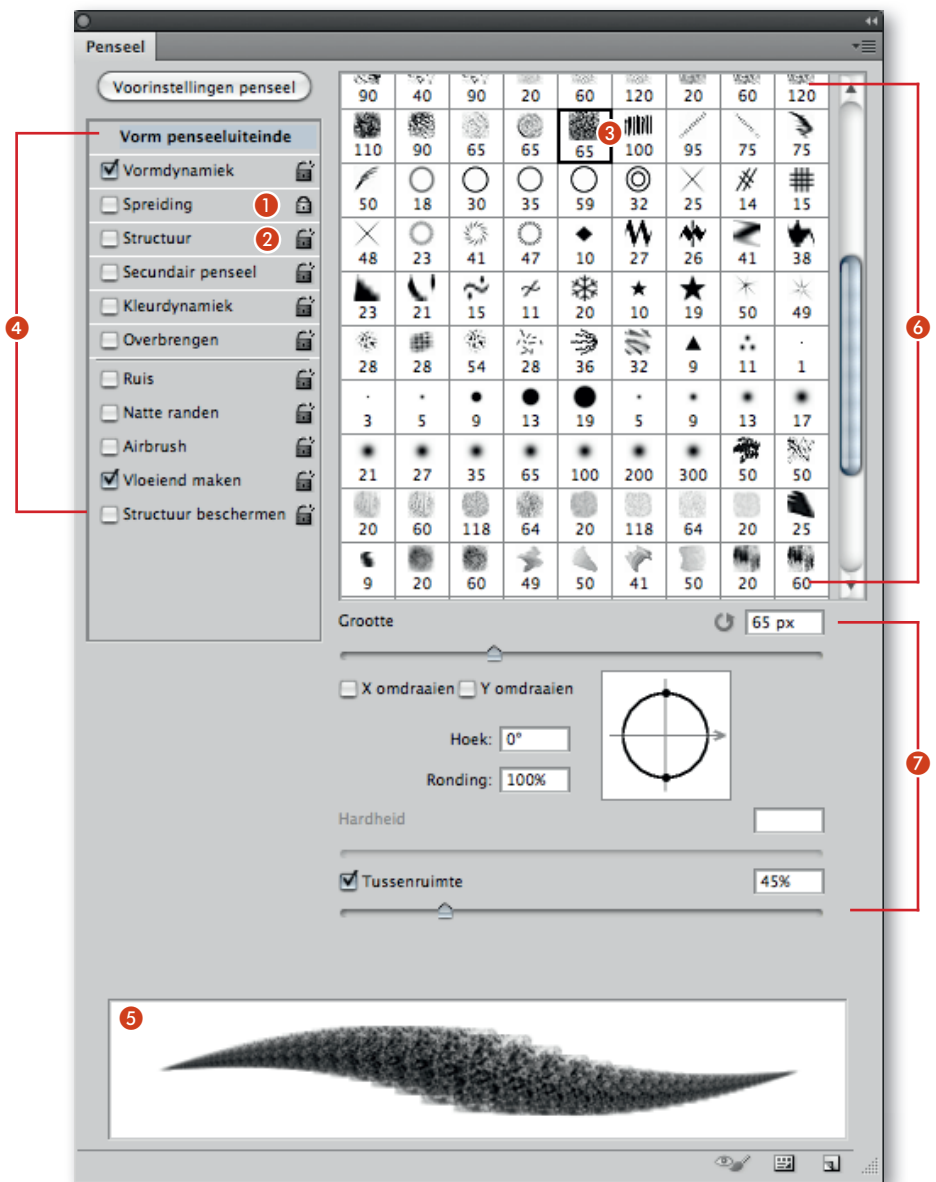 Penseel
Voorinstellingen penseel
Vorm penseeluiteinde
Vormdynamiek
Spreiding 1
Structuur 2
Secundair penseel
Kleurdynamiek
Overbrengen
Ruis
Natte randen
Airbrush
Vloeiend maken
Structuur beschermen
4
90 40 90 20 60 120 20 60 120
3
110 90 65 65 65 100 95 75 75
50 18 30 35 59 32 25 14 15
48 23 41 47 10 27 26 41 38
23 21 15 11 20 10 19 50 49
28 28 54 28 36 32 9 11 1
3 5 9 13 19 5 9 13 17
21 27 35 65 100 200 300 50 50
20 60 118 64 20 118 64 20 25
9 20 60 49 50 41 50 20 60
6
Grootte 65 px
X omdraaien Y omdraaien
Hoek: 0°
Ronding: 100%
Hardheid
Tussenruimte 45%
7
5